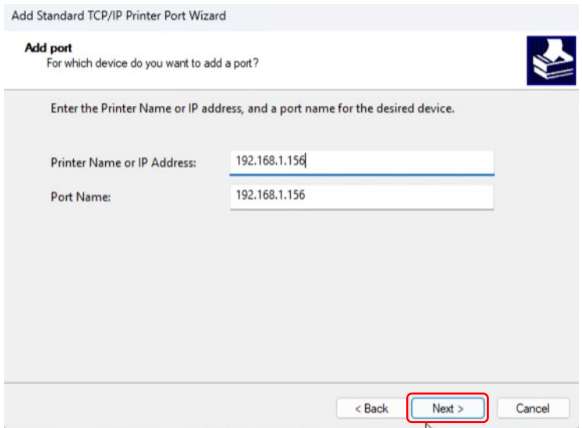 Add Standard TCP/IP Printer Port Wizard
Add port
For which device do you want to add a port?
Enter the Printer Name or IP address, and a port name for the desired device.
Printer Name or IP Address: 192.168.1.156
Port Name: 192.168.1.156
< Back Next > Cancel